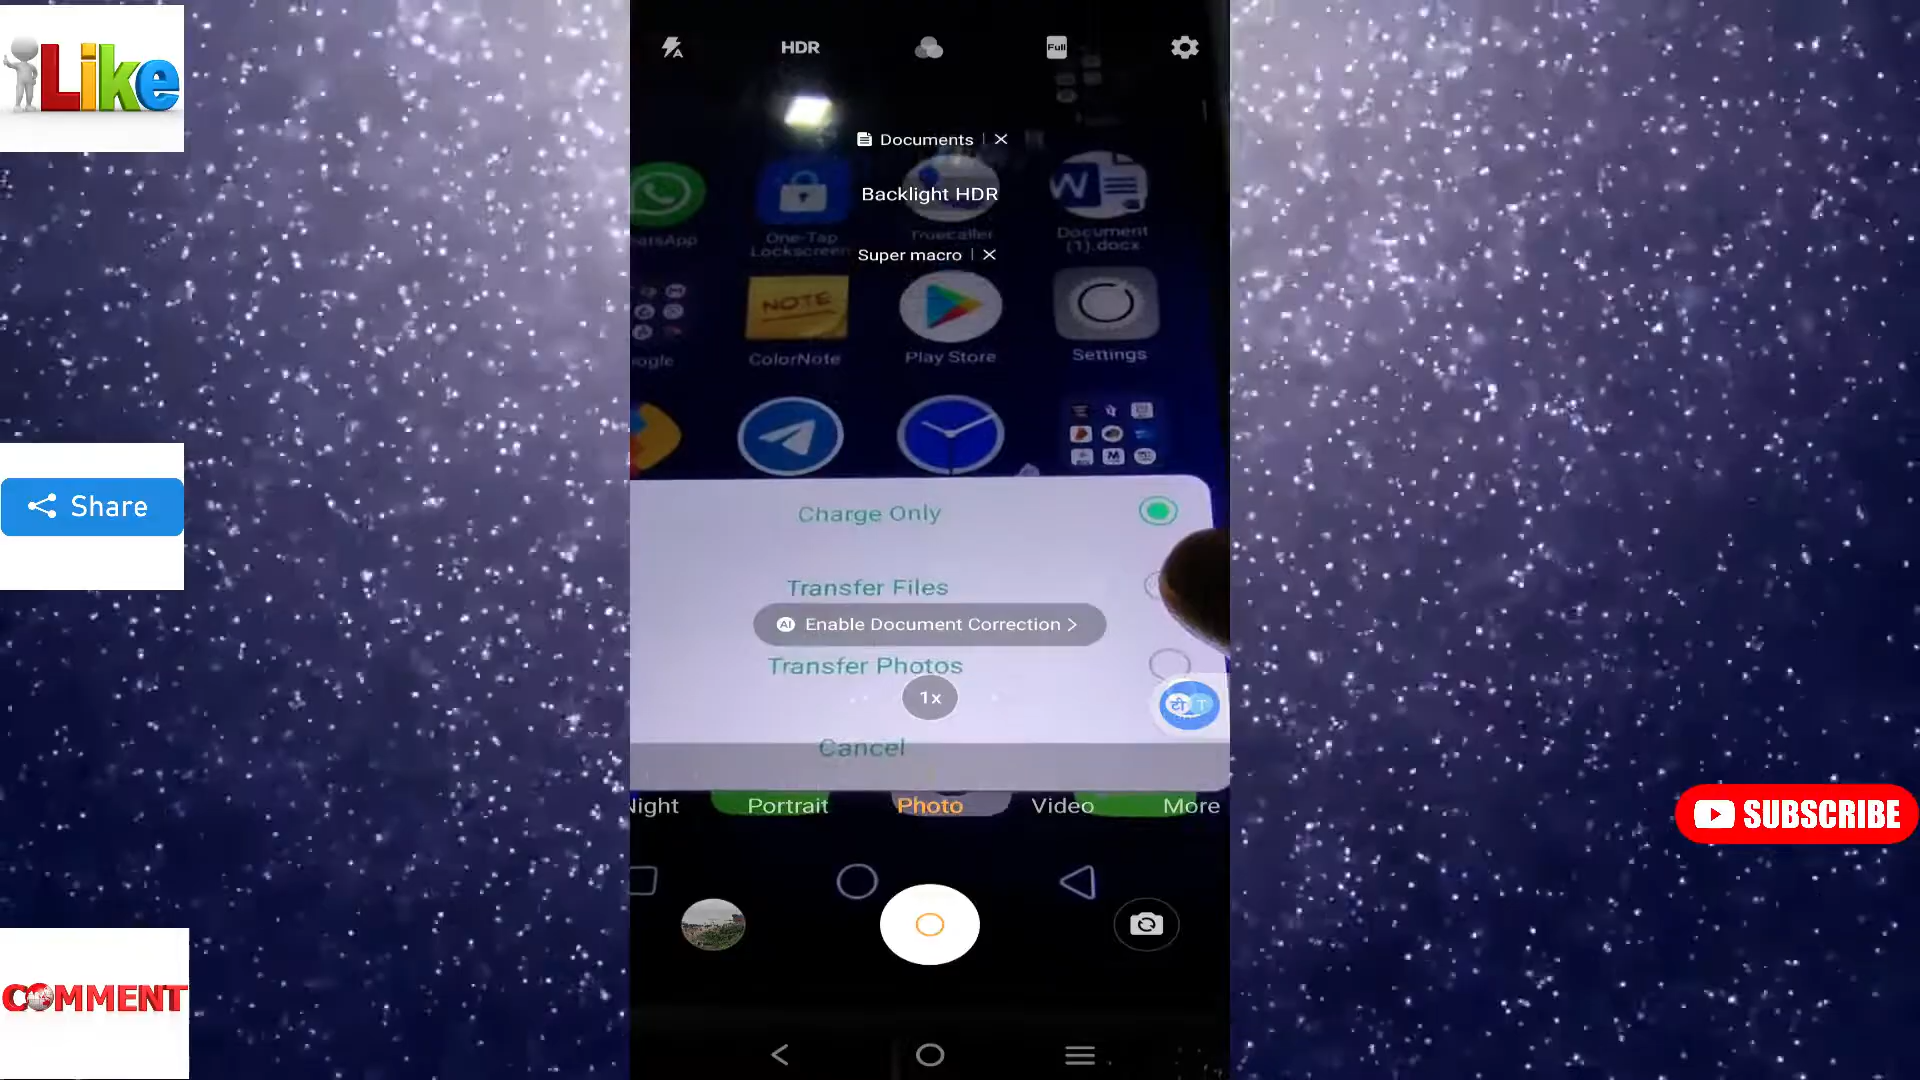 Like
HDR
Full
Documents
Backlight HDR
Super macro
One-Tap
Lockscreen
Truecaller
Document
(1).docx
NOTE
ColorNote
Play Store
Settings
Charge Only
Transfer Files
AI Enable Document Correction >
Transfer Photos
1x
टी T
Cancel
Night
Portrait
Photo
Video
More
Share
SUBSCRIBE
COMMENT